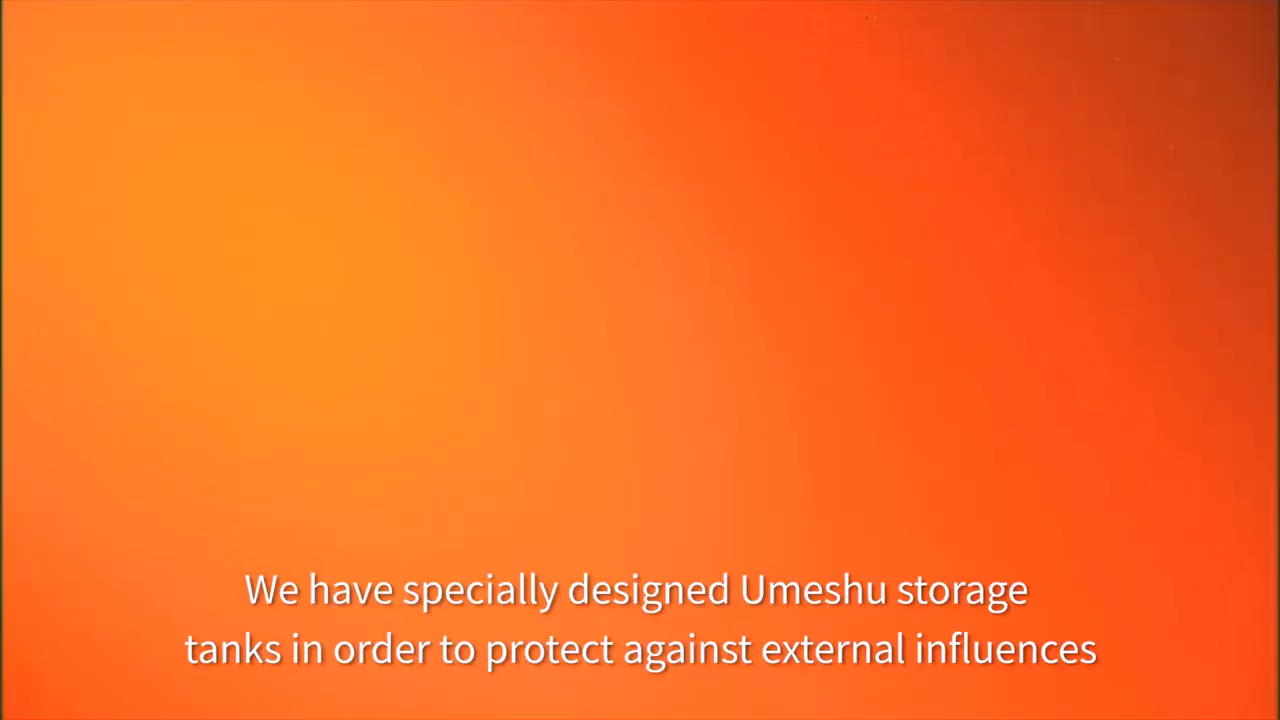 We have specially designed Umeshu storage
tanks in order to protect against external influences